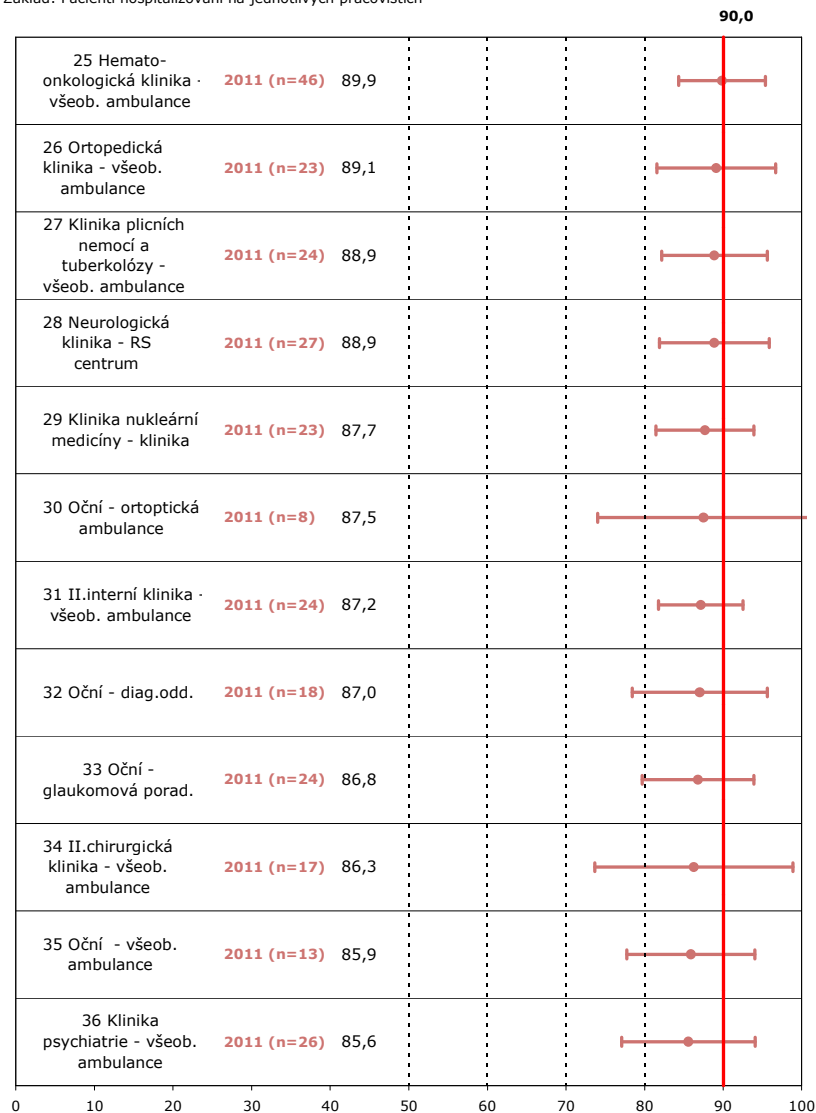 Základ: Pacienti hospitalizovaní na jednotlivých pracovištích
90,0
25 Hemato-
onkologická klinika -
všeob. ambulance
2011 (n=46) 89,9
26 Ortopedická
klinika - všeob.
ambulance
2011 (n=23) 89,1
27 Klinika plicních
nemocí a
tuberkolózy -
všeob. ambulance
2011 (n=24) 88,9
28 Neurologická
klinika - RS
centrum
2011 (n=27) 88,9
29 Klinika nukleární
medicíny - klinika
2011 (n=23) 87,7
30 Oční - ortoptická
ambulance
2011 (n=8) 87,5
31 II.interní klinika -
všeob. ambulance
2011 (n=24) 87,2
32 Oční - diag.odd.
2011 (n=18) 87,0
33 Oční -
glaukomová porad.
2011 (n=24) 86,8
34 II.chirurgická
klinika - všeob.
ambulance
2011 (n=17) 86,3
35 Oční  - všeob.
ambulance
2011 (n=13) 85,9
36 Klinika
psychiatrie - všeob.
ambulance
2011 (n=26) 85,6
0 10 20 30 40 50 60 70 80 90 100